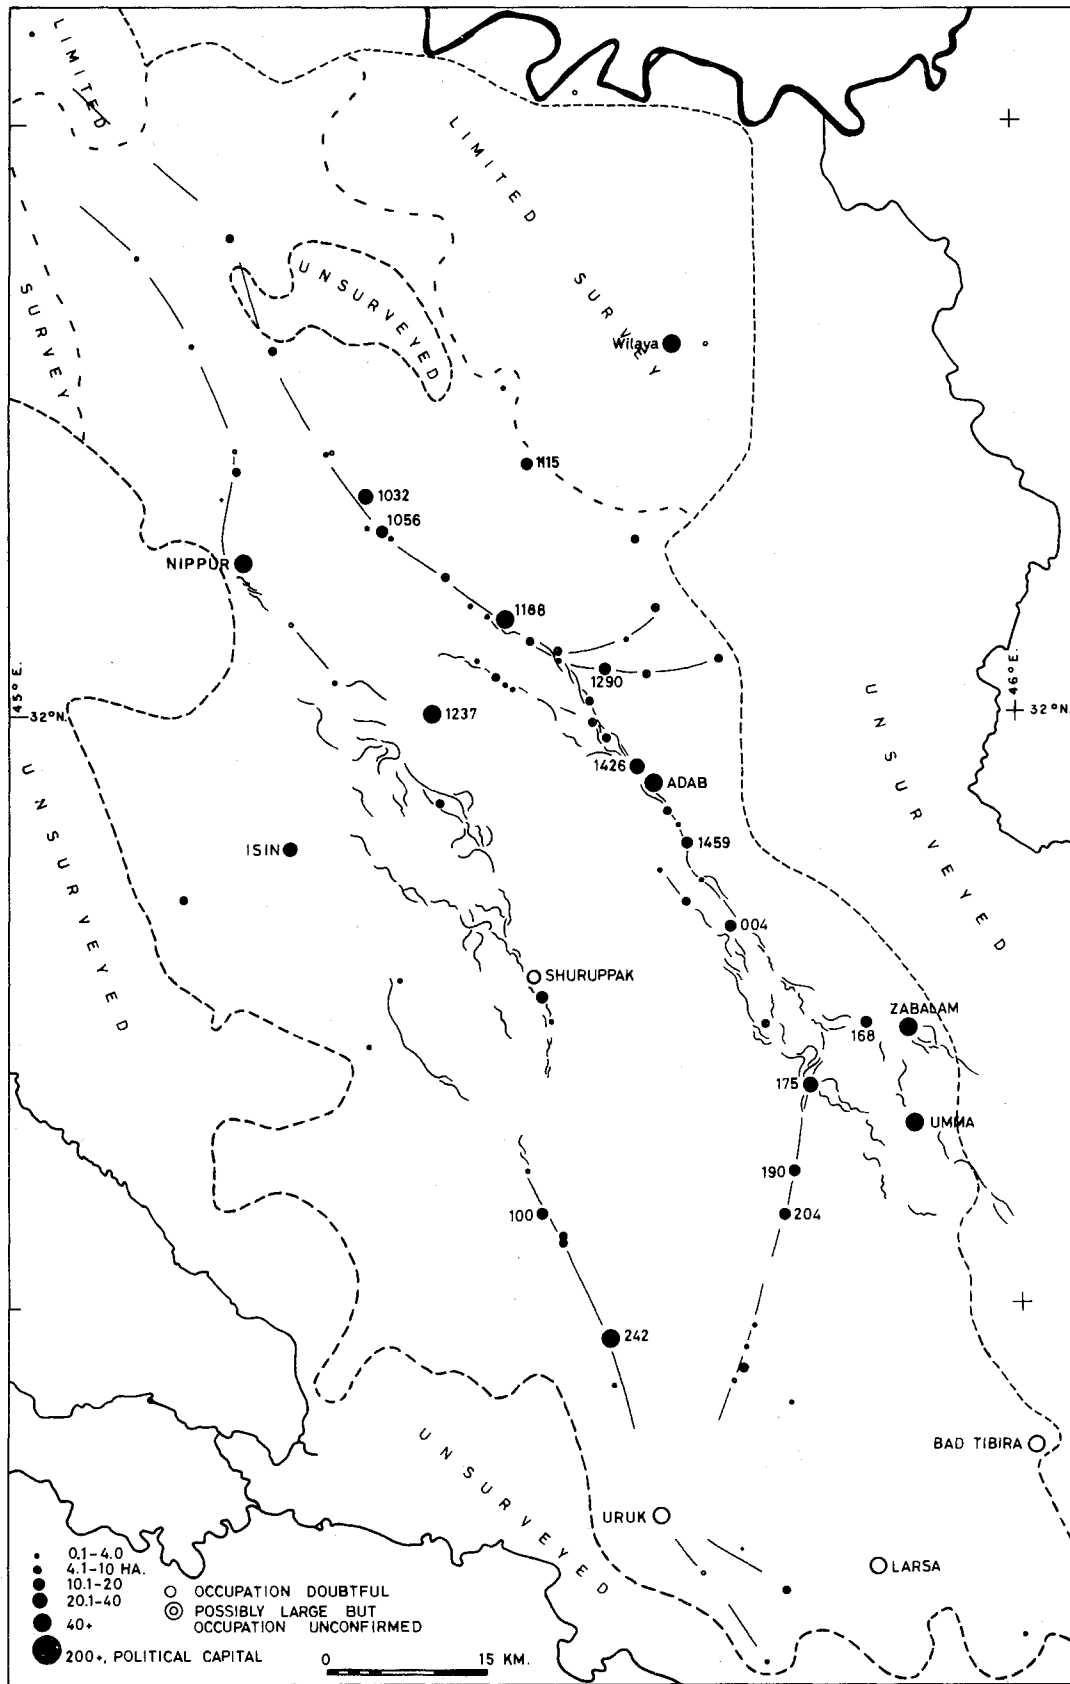 LIMITED
SURVEY
LIMITED
SURVEY
UNSURVEYED
Wilaya
1115
1032
1056
NIPPUR
1188
1290
1237
45°E.
32°N.
46°E.
32°N.
1426
ADAB
UNSURVEYED
UNSURVEYED
ISIN
1459
004
SHURUPPAK
ZABALAM
168
175
UMMA
190
100
204
242
UNSURVEYED
BAD TIBIRA
URUK
LARSA
0.1-4.0
4.1-10 HA.
10.1-20
20.1-40
40+
200+, POLITICAL CAPITAL
OCCUPATION DOUBTFUL
POSSIBLY LARGE BUT
OCCUPATION UNCONFIRMED
0 15 KM.